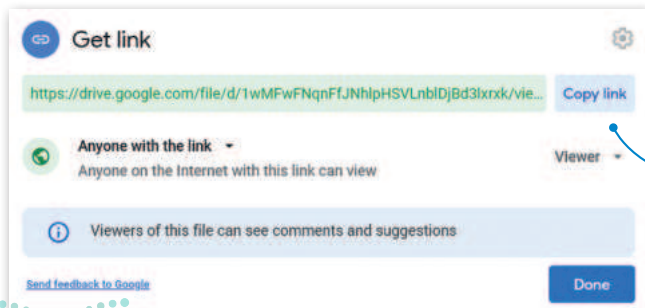 Get link
https://drive.google.com/file/d/1wMFwFNqnFfJNhlpHSVLnblDjBd3lxrxk/vie... Copy link
Anyone with the link
Anyone on the Internet with this link can view
Viewer
Viewers of this file can see comments and suggestions
Send feedback to Google
Done